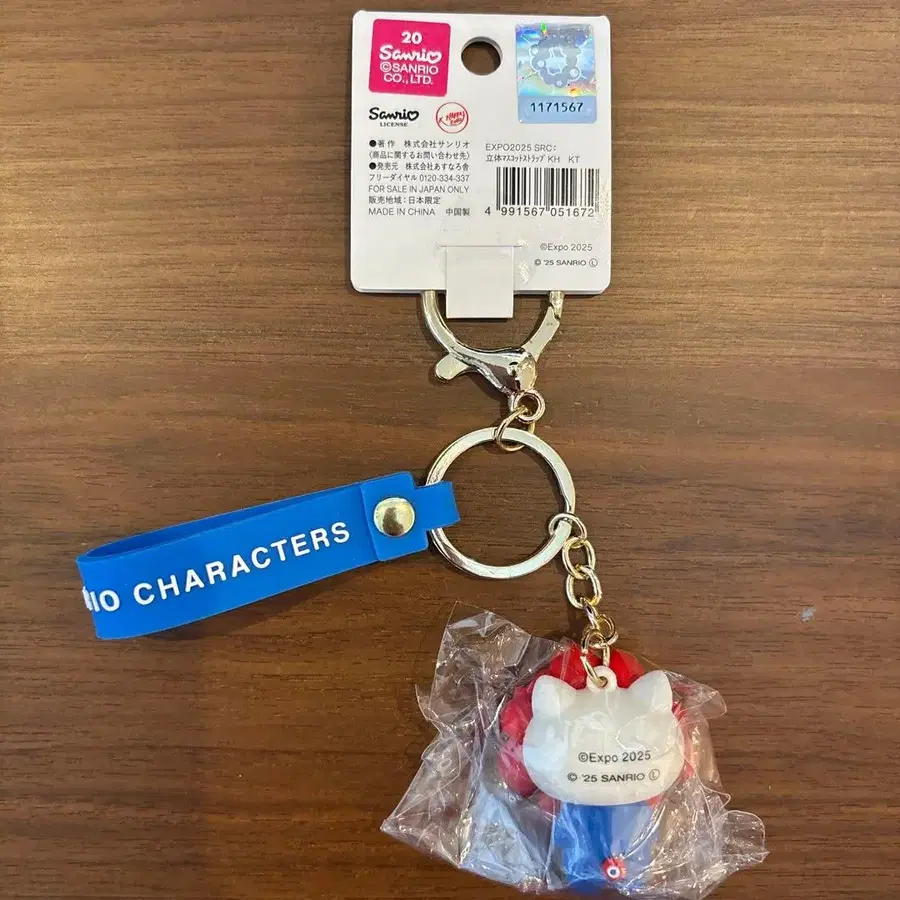 20
Sanrio
©SANRIO
CO., LTD.
1171567
Sanrio
LICENSE
●著作 株式会社サンリオ
(商品に関するお問い合わせ先)
●発売元 株式会社あすなろ舎
フリーダイヤル 0120-334-337
FOR SALE IN JAPAN ONLY
販売地域:日本限定
MADE IN CHINA 中国製
EXPO2025 SRC:
立体マスコットストラップ KH KT
4 991567 051672
©Expo 2025
© '25 SANRIO Ⓛ
IO CHARACTERS
©Expo 2025
© '25 SANRIO Ⓛ